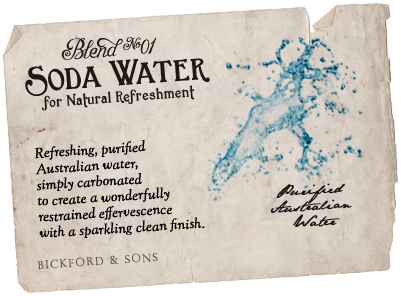 Blend №01
SODA WATER
for Natural Refreshment
Refreshing, purified
Australian water,
simply carbonated
to create a wonderfully
restrained effervescence
with a sparkling clean finish.
Purified
Australian
Water
BICKFORD & SONS